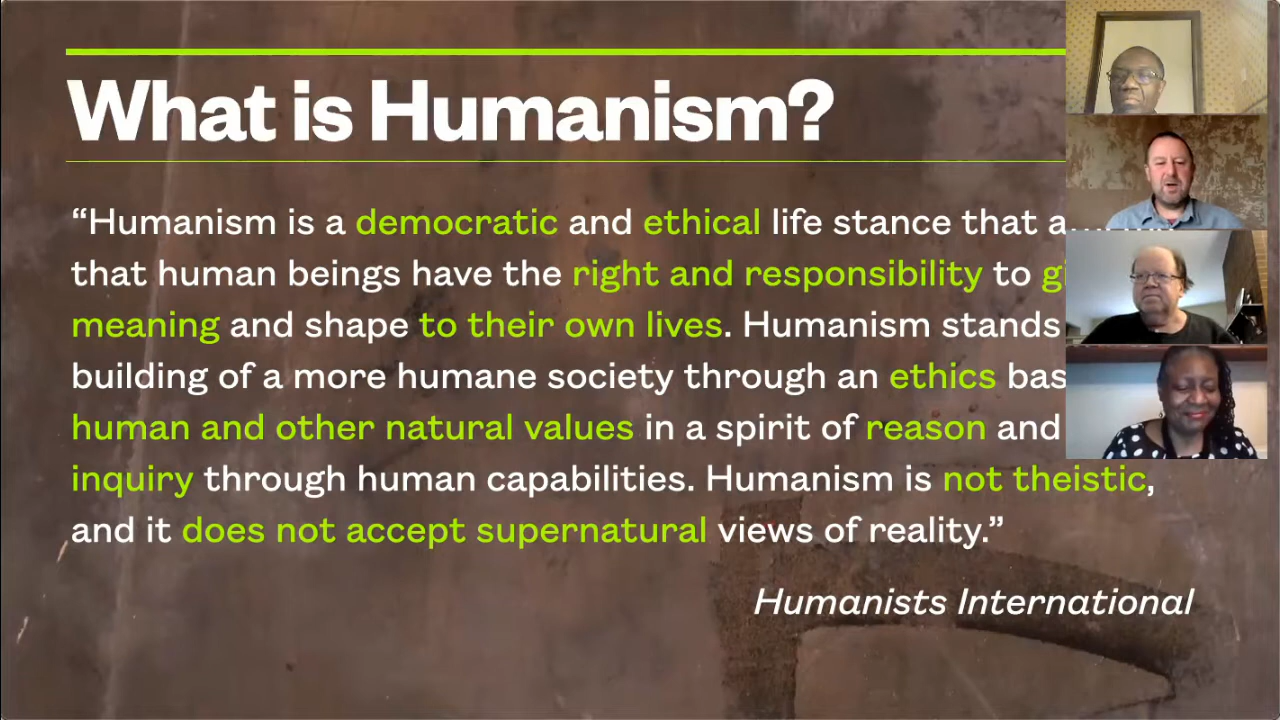 What is Humanism?
“Humanism is a democratic and ethical life stance that
that human beings have the right and responsibility to
meaning and shape to their own lives. Humanism stands
building of a more humane society through an ethics
human and other natural values in a spirit of reason and
inquiry through human capabilities. Humanism is not theistic,
and it does not accept supernatural views of reality.”
Humanists International